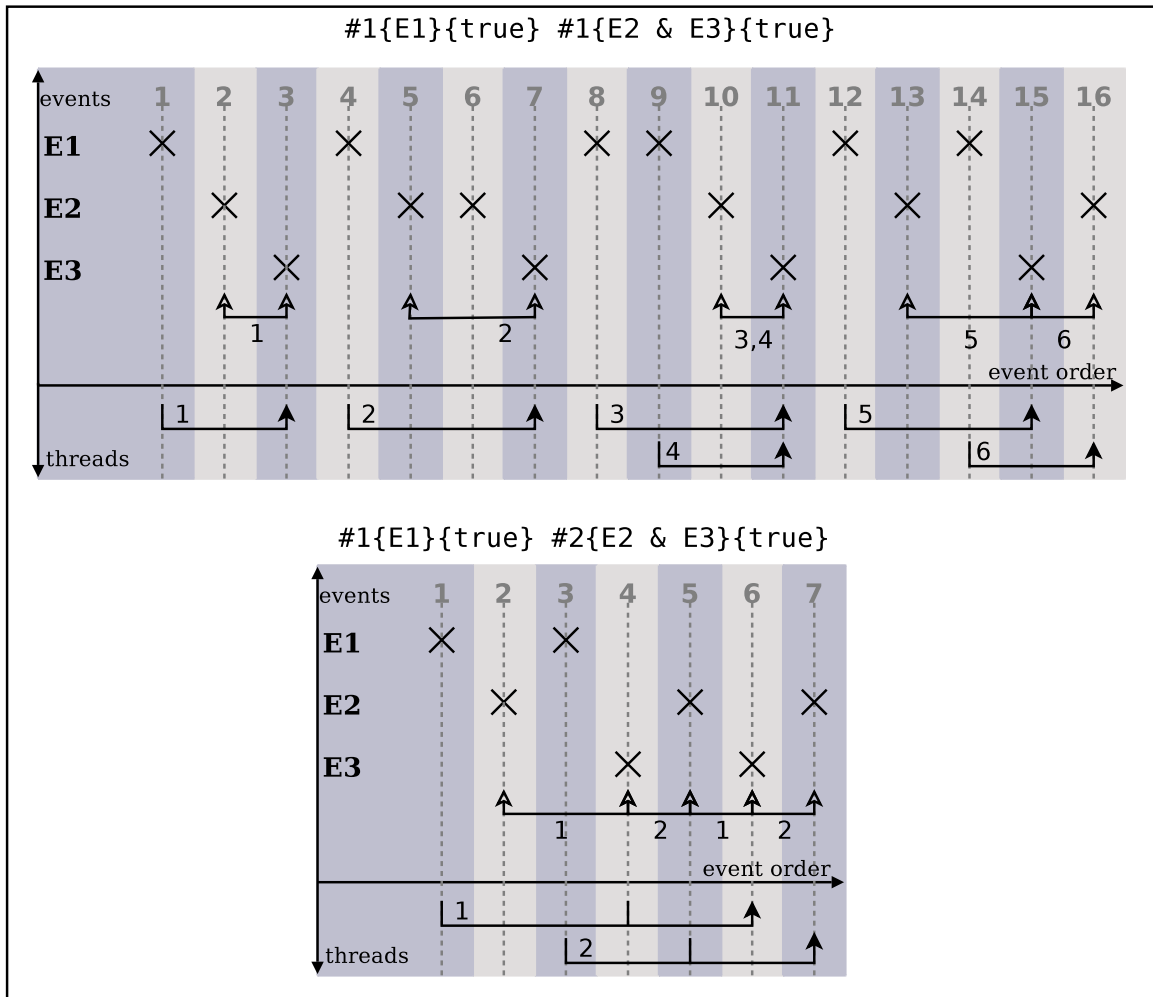 #1{E1}{true} #1{E2 & E3}{true}
events 1 2 3 4 5 6 7 8 9 10 11 12 13 14 15 16
E1
E2
E3
1 2 3,4 5 6
event order
1 2 3 5
threads 4 6
#1{E1}{true} #2{E2 & E3}{true}
events 1 2 3 4 5 6 7
E1
E2
E3
1 2 1 2
event order
1
threads 2